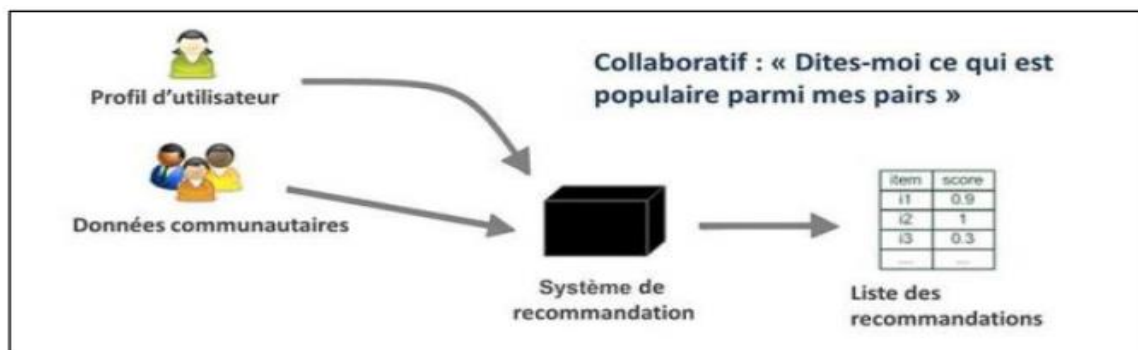 Profil d'utilisateur
Données communautaires
Collaboratif : « Dites-moi ce qui est
populaire parmi mes pairs »
Système de
recommandation
item score
i1 0.9
i2 1
i3 0.3
.... ....
Liste des
recommandations